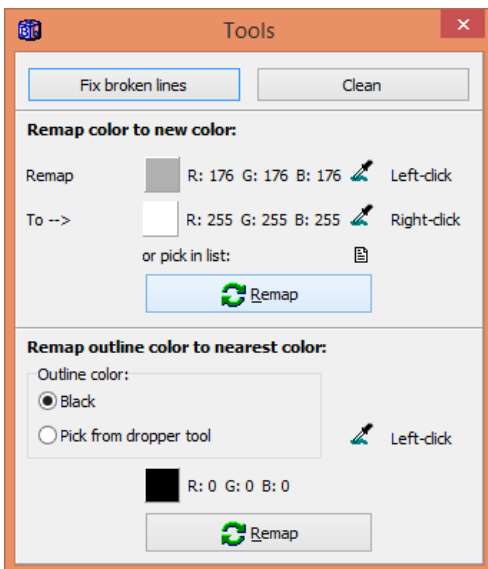 Tools
Fix broken lines Clean
Remap color to new color:
Remap R: 176 G: 176 B: 176 Left-click
To --> R: 255 G: 255 B: 255 Right-click
or pick in list:
Remap
Remap outline color to nearest color:
Outline color:
Black
Pick from dropper tool Left-click
R: 0 G: 0 B: 0
Remap